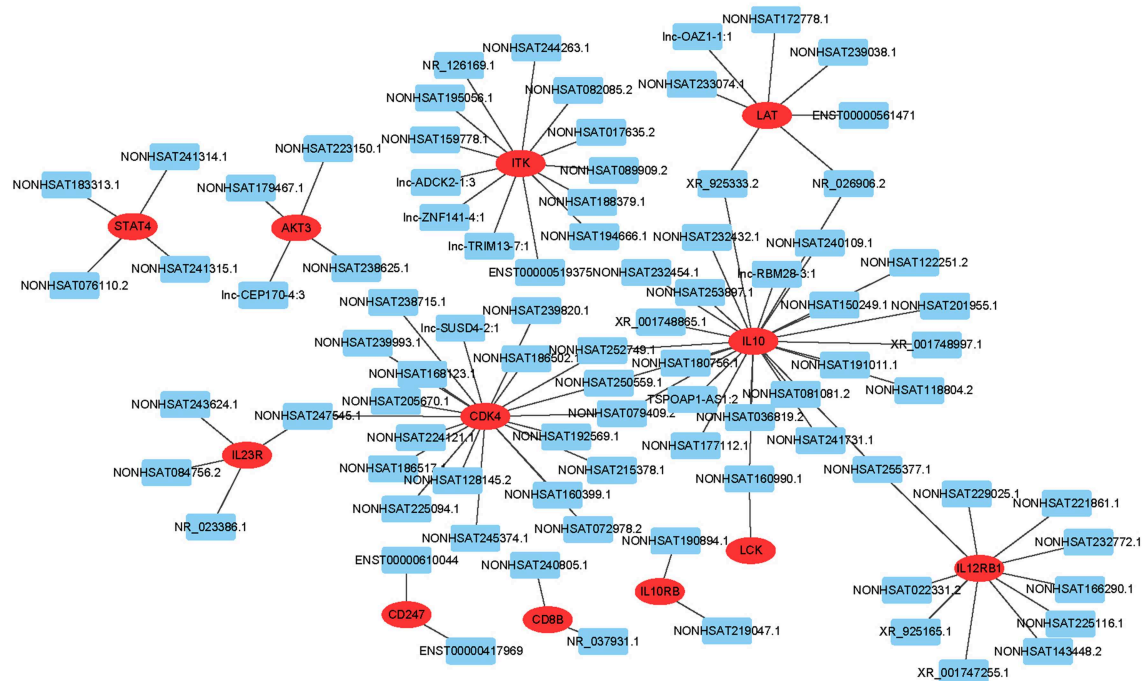 NONHSAT172778.1
lnc-OAZ1-1:1
NONHSAT244263.1
NONHSAT239038.1
NR_126169.1
NONHSAT233074.1
NONHSAT195056.1
NONHSAT082085.2
LAT
ENST00000561471
NONHSAT017635.2
NONHSAT223150.1
NONHSAT241314.1
NONHSAT159778.1
ITK
NONHSAT089909.2
NONHSAT183313.1
NONHSAT179467.1
lnc-ADCK2-1:3
XR_925333.2
NR_026906.2
NONHSAT188379.1
lnc-ZNF141-4:1
STAT4
AKT3
NONHSAT194666.1
NONHSAT232432.1
NONHSAT240109.1
lnc-TRIM13-7:1
NONHSAT241315.1
NONHSAT238625.1
NONHSAT122251.2
NONHSAT076110.2
ENST00000519375
NONHSAT232454.1
lnc-RBM28-3:1
lnc-CEP170-4:3
NONHSAT253897.1
NONHSAT238715.1
NONHSAT239820.1
NONHSAT150249.1
NONHSAT201955.1
XR_001748865.1
lnc-SUSD4-2:1
NONHSAT239993.1
IL10
XR_001748997.1
NONHSAT252749.1
NONHSAT186502.1
NONHSAT180756.1
NONHSAT191011.1
NONHSAT168123.1
NONHSAT250559.1
NONHSAT118804.2
NONHSAT243624.1
NONHSAT205670.1
NONHSAT081081.2
TSPOAP1-AS1:2
NONHSAT247545.1
CDK4
NONHSAT079409.2
NONHSAT036819.2
NONHSAT224121.1
NONHSAT192569.1
NONHSAT241731.1
NONHSAT177112.1
IL23R
NONHSAT084756.2
NONHSAT186517.
NONHSAT215378.1
NONHSAT255377.1
NONHSAT128145.2
NONHSAT160990.1
NONHSAT160399.1
NONHSAT229025.1
NONHSAT221861.1
NONHSAT225094.1
NR_023386.1
NONHSAT072978.2
NONHSAT245374.1
NONHSAT190894.1
LCK
NONHSAT232772.1
ENST00000610044
NONHSAT240805.1
IL12RB1
NONHSAT022331.2
NONHSAT166290.1
IL10RB
CD247
CD8B
NONHSAT225116.1
NONHSAT219047.1
XR_925165.1
NR_037931.1
ENST00000417969
NONHSAT143448.2
XR_001747255.1